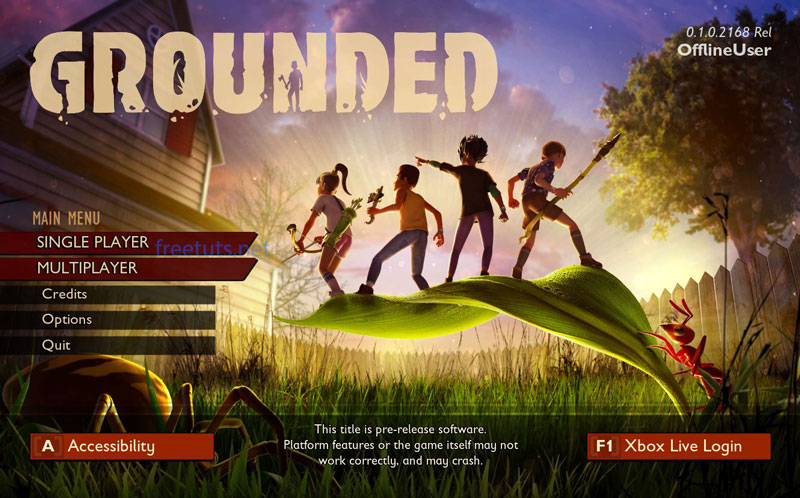 GROUNDED
0.1.0.2168 Rel
OfflineUser
MAIN MENU
SINGLE PLAYER
freetuts.net
MULTIPLAYER
Credits
Options
Quit
A Accessibility
This title is pre-release software.
Platform features or the game itself may not
work correctly, and may crash.
F1 Xbox Live Login